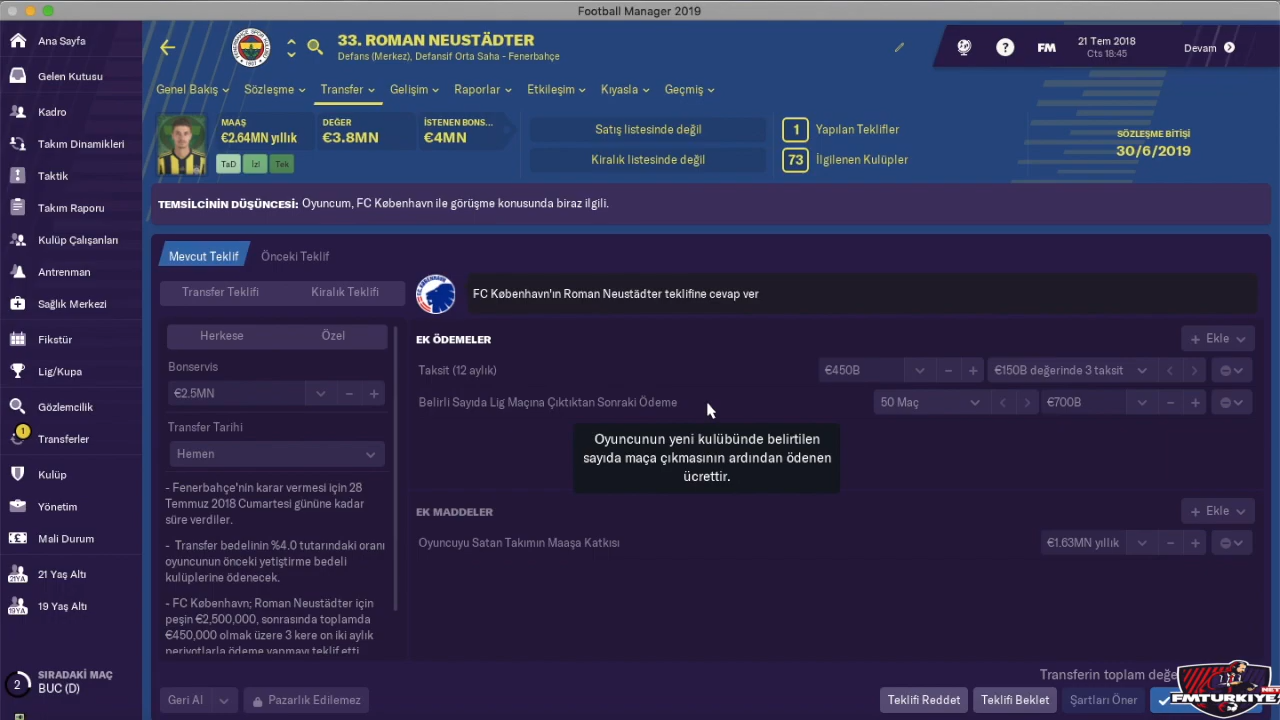 Football Manager 2019
Ana Sayfa
Gelen Kutusu
Kadro
Takım Dinamikleri
Taktik
Takım Raporu
Kulüp Çalışanları
Antrenman
Sağlık Merkezi
Fikstür
Lig/Kupa
Gözlemcilik
1
Transferler
Kulüp
Yönetim
Mali Durum
21YA
21 Yaş Altı
19YA
19 Yaş Altı
2
SIRADAKİ MAÇ
BUC (D)
33. ROMAN NEUSTÄDTER
Defans (Merkez), Defansif Orta Saha - Fenerbahçe
?
FM
21 Tem 2018
Cts 18:45
Devam
Genel Bakış
Sözleşme
Transfer
Gelişim
Raporlar
Etkileşim
Kıyasla
Geçmiş
MAAŞ
€2.64MN yıllık
DEĞER
€3.8MN
İSTENEN BONS...
€4MN
TaD
İzl
Tek
Satış listesinde değil
Kiralık listesinde değil
1 Yapılan Teklifler
73 İlgilenen Kulüpler
SÖZLEŞME BİTİŞİ
30/6/2019
TEMSİLCİNİN DÜŞÜNCESİ: Oyuncum, FC København ile görüşme konusunda biraz ilgili.
Mevcut Teklif
Önceki Teklif
Transfer Teklifi
Kiralık Teklifi
FC København'ın Roman Neustädter teklifine cevap ver
Herkese
Özel
Bonservis
€2.5MN
Transfer Tarihi
Hemen
- Fenerbahçe'nin karar vermesi için 28
Temmuz 2018 Cumartesi gününe kadar
süre verdiler.
- Transfer bedelinin %4.0 tutarındaki oranı
oyuncunun önceki yetiştirme bedeli
kulüplerine ödenecek.
- FC København; Roman Neustädter için
peşin €2,500,000, sonrasında toplamda
€450,000 olmak üzere 3 kere on iki aylık
periyotlarla ödeme yapmayı teklif etti
EK ÖDEMELER
+ Ekle
Taksit (12 aylık)
€450B
€150B değerinde 3 taksit
Belirli Sayıda Lig Maçına Çıktıktan Sonraki Ödeme
50 Maç
€700B
Oyuncunun yeni kulübünde belirtilen
sayıda maça çıkmasının ardından ödenen
ücrettir.
EK MADDELER
+ Ekle
Oyuncuyu Satan Takımın Maaşa Katkısı
€1.63MN yıllık
Transferin toplam değe
Geri Al
Pazarlık Edilemez
Teklifi Reddet
Teklifi Beklet
Şartları Öner
FMTURKIYE
NET